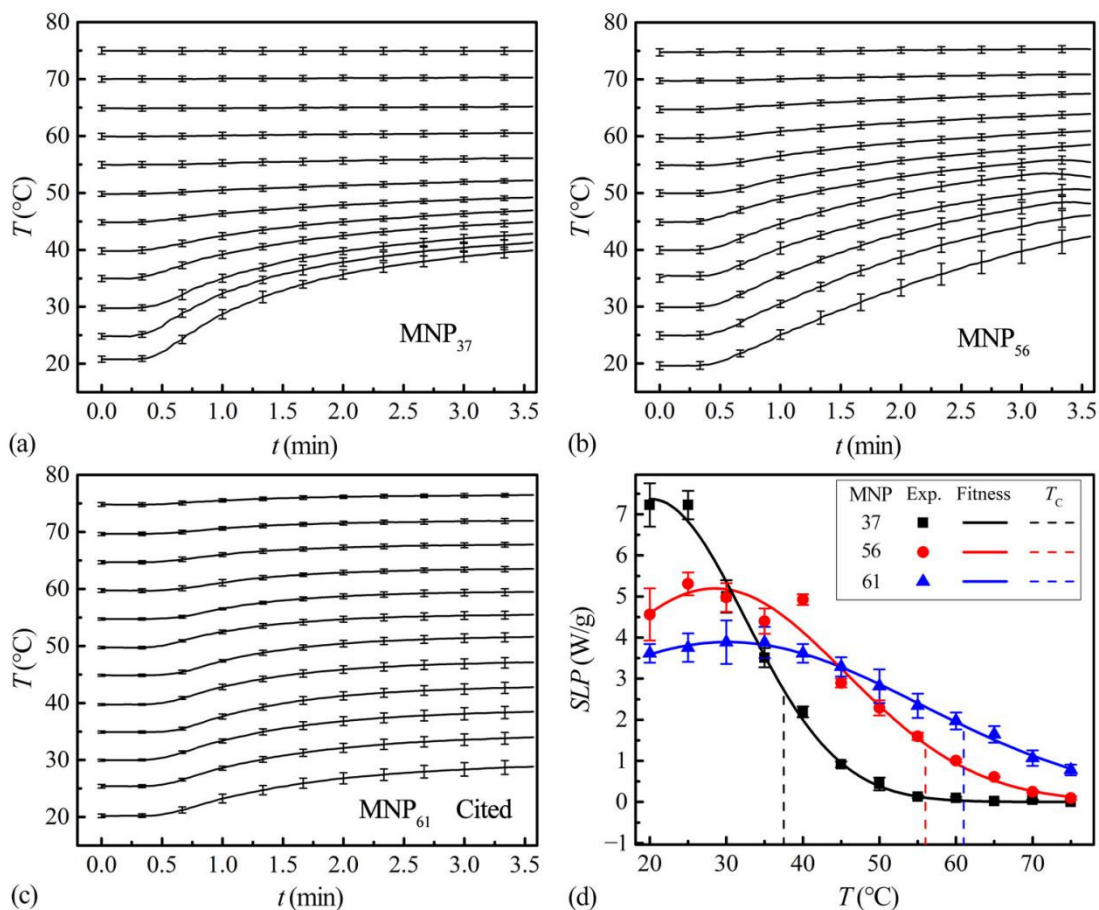 80
70
60
50
40
30
20
T (°C)
MNP37
0.0 0.5 1.0 1.5 2.0 2.5 3.0 3.5
(a) t (min)
80
70
60
50
40
30
20
T (°C)
MNP56
0.0 0.5 1.0 1.5 2.0 2.5 3.0 3.5
(b) t (min)
80
70
60
50
40
30
20
T (°C)
MNP61 Cited
0.0 0.5 1.0 1.5 2.0 2.5 3.0 3.5
(c) t (min)
MNP Exp. Fitness TC
37
56
61
7
6
5
4
3
2
1
0
−1
SLP (W/g)
20 30 40 50 60 70
(d) T (°C)